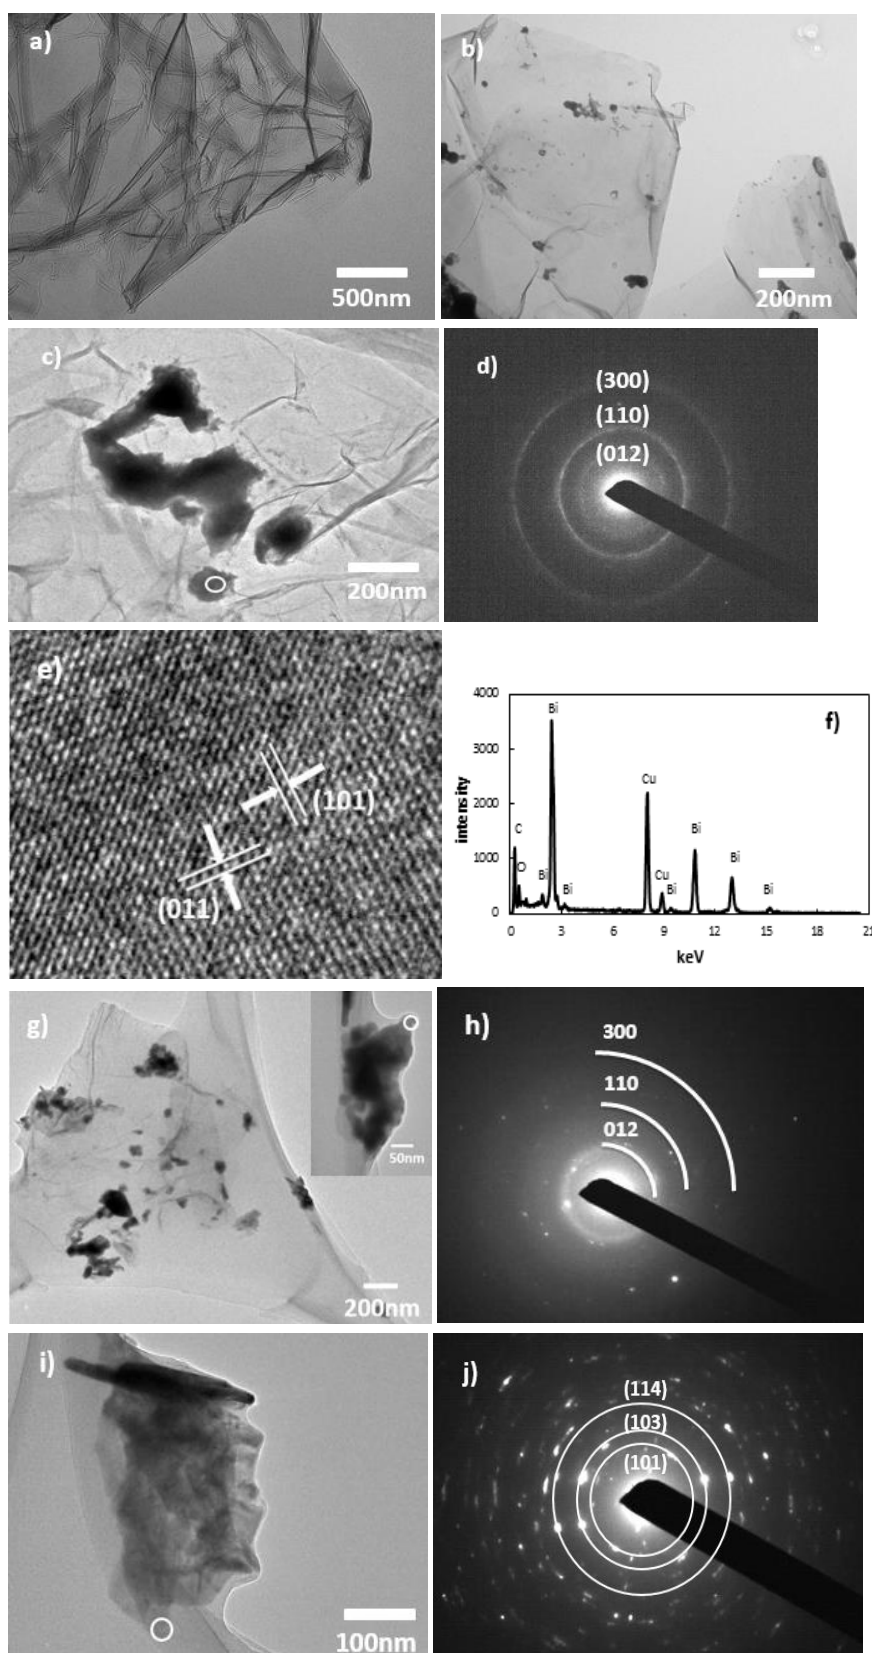 a)
500nm
b)
200nm
c)
200nm
d)
(300)
(110)
(012)
e)
(101)
(011)
f)
4000
3000
2000
1000
0
intensity
Bi
C
O
Bi
Bi
Cu
Cu
Bi
Bi
Bi
Bi
0 3 6 9 12 15 18 21
keV
g)
50nm
200nm
h)
300
110
012
i)
100nm
j)
(114)
(103)
(101)